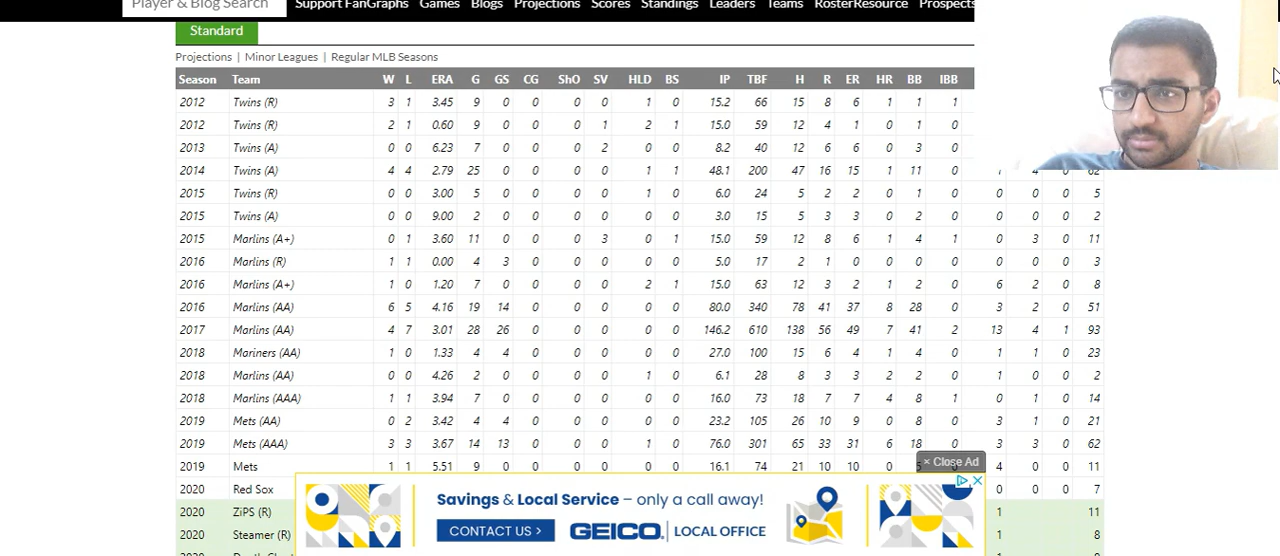 Player & Blog Search Support FanGraphs Games Blogs Projections Scores Standings Leaders Teams RosterResource Prospects
Standard
Projections | Minor Leagues | Regular MLB Seasons
Season Team W L ERA G GS CG ShO SV HLD BS IP TBF H R ER HR BB IBB
2012 Twins (R) 3 1 3.45 9 0 0 0 0 1 0 15.2 66 15 8 6 1 1 1
2012 Twins (R) 2 1 0.60 9 0 0 0 1 2 1 15.0 59 12 4 1 0 1 0
2013 Twins (A) 0 0 6.23 7 0 0 0 2 0 0 8.2 40 12 6 6 0 3 0
2014 Twins (A) 4 4 2.79 25 0 0 0 0 1 1 48.1 200 47 16 15 1 11 0 4 0 62
2015 Twins (R) 0 0 3.00 5 0 0 0 0 1 0 6.0 24 5 2 2 0 1 0 0 0 0 5
2015 Twins (A) 0 0 9.00 2 0 0 0 0 0 0 3.0 15 5 3 3 0 2 0 0 0 0 2
2015 Marlins (A+) 0 1 3.60 11 0 0 0 3 0 1 15.0 59 12 8 6 1 4 1 0 3 0 11
2016 Marlins (R) 1 1 0.00 4 3 0 0 0 0 0 5.0 17 2 1 0 0 0 0 0 0 0 3
2016 Marlins (A+) 1 0 1.20 7 0 0 0 0 2 1 15.0 63 12 3 2 1 2 0 6 2 0 8
2016 Marlins (AA) 6 5 4.16 19 14 0 0 0 0 0 80.0 340 78 41 37 8 28 0 3 2 0 51
2017 Marlins (AA) 4 7 3.01 28 26 0 0 0 0 0 146.2 610 138 56 49 7 41 2 13 4 1 93
2018 Mariners (AA) 1 0 1.33 4 4 0 0 0 0 0 27.0 100 15 6 4 1 4 0 1 1 0 23
2018 Marlins (AA) 0 0 4.26 2 0 0 0 0 1 0 6.1 28 8 3 3 2 2 0 1 0 0 2
2018 Marlins (AAA) 1 1 3.94 7 0 0 0 0 0 0 16.0 73 18 7 7 4 8 1 0 1 0 14
2019 Mets (AA) 0 2 3.42 4 4 0 0 0 0 0 23.2 105 26 10 9 0 8 0 3 1 0 21
2019 Mets (AAA) 3 3 3.67 14 13 0 0 0 1 0 76.0 301 65 33 31 6 18 0 3 3 0 62
2019 Mets 1 1 5.51 9 0 0 0 0 0 0 16.1 74 21 10 10 0 5 0 4 0 0 11
× Close Ad
2020 Red Sox 0 0 0 7
2020 ZiPS (R) 1 11
2020 Steamer (R) 1 8
Savings & Local Service – only a call away!
CONTACT US > GEICO. LOCAL OFFICE